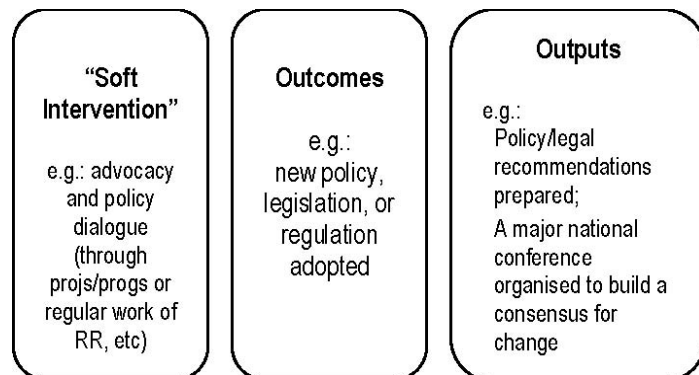 “Soft
Intervention”
e.g.: advocacy
and policy
dialogue
(through
projs/progs or
regular work of
RR, etc)
Outcomes
e.g.:
new policy,
legislation, or
regulation
adopted
Outputs
e.g.:
Policy/legal
recommendations
prepared;
A major national
conference
organised to build a
consensus for
change